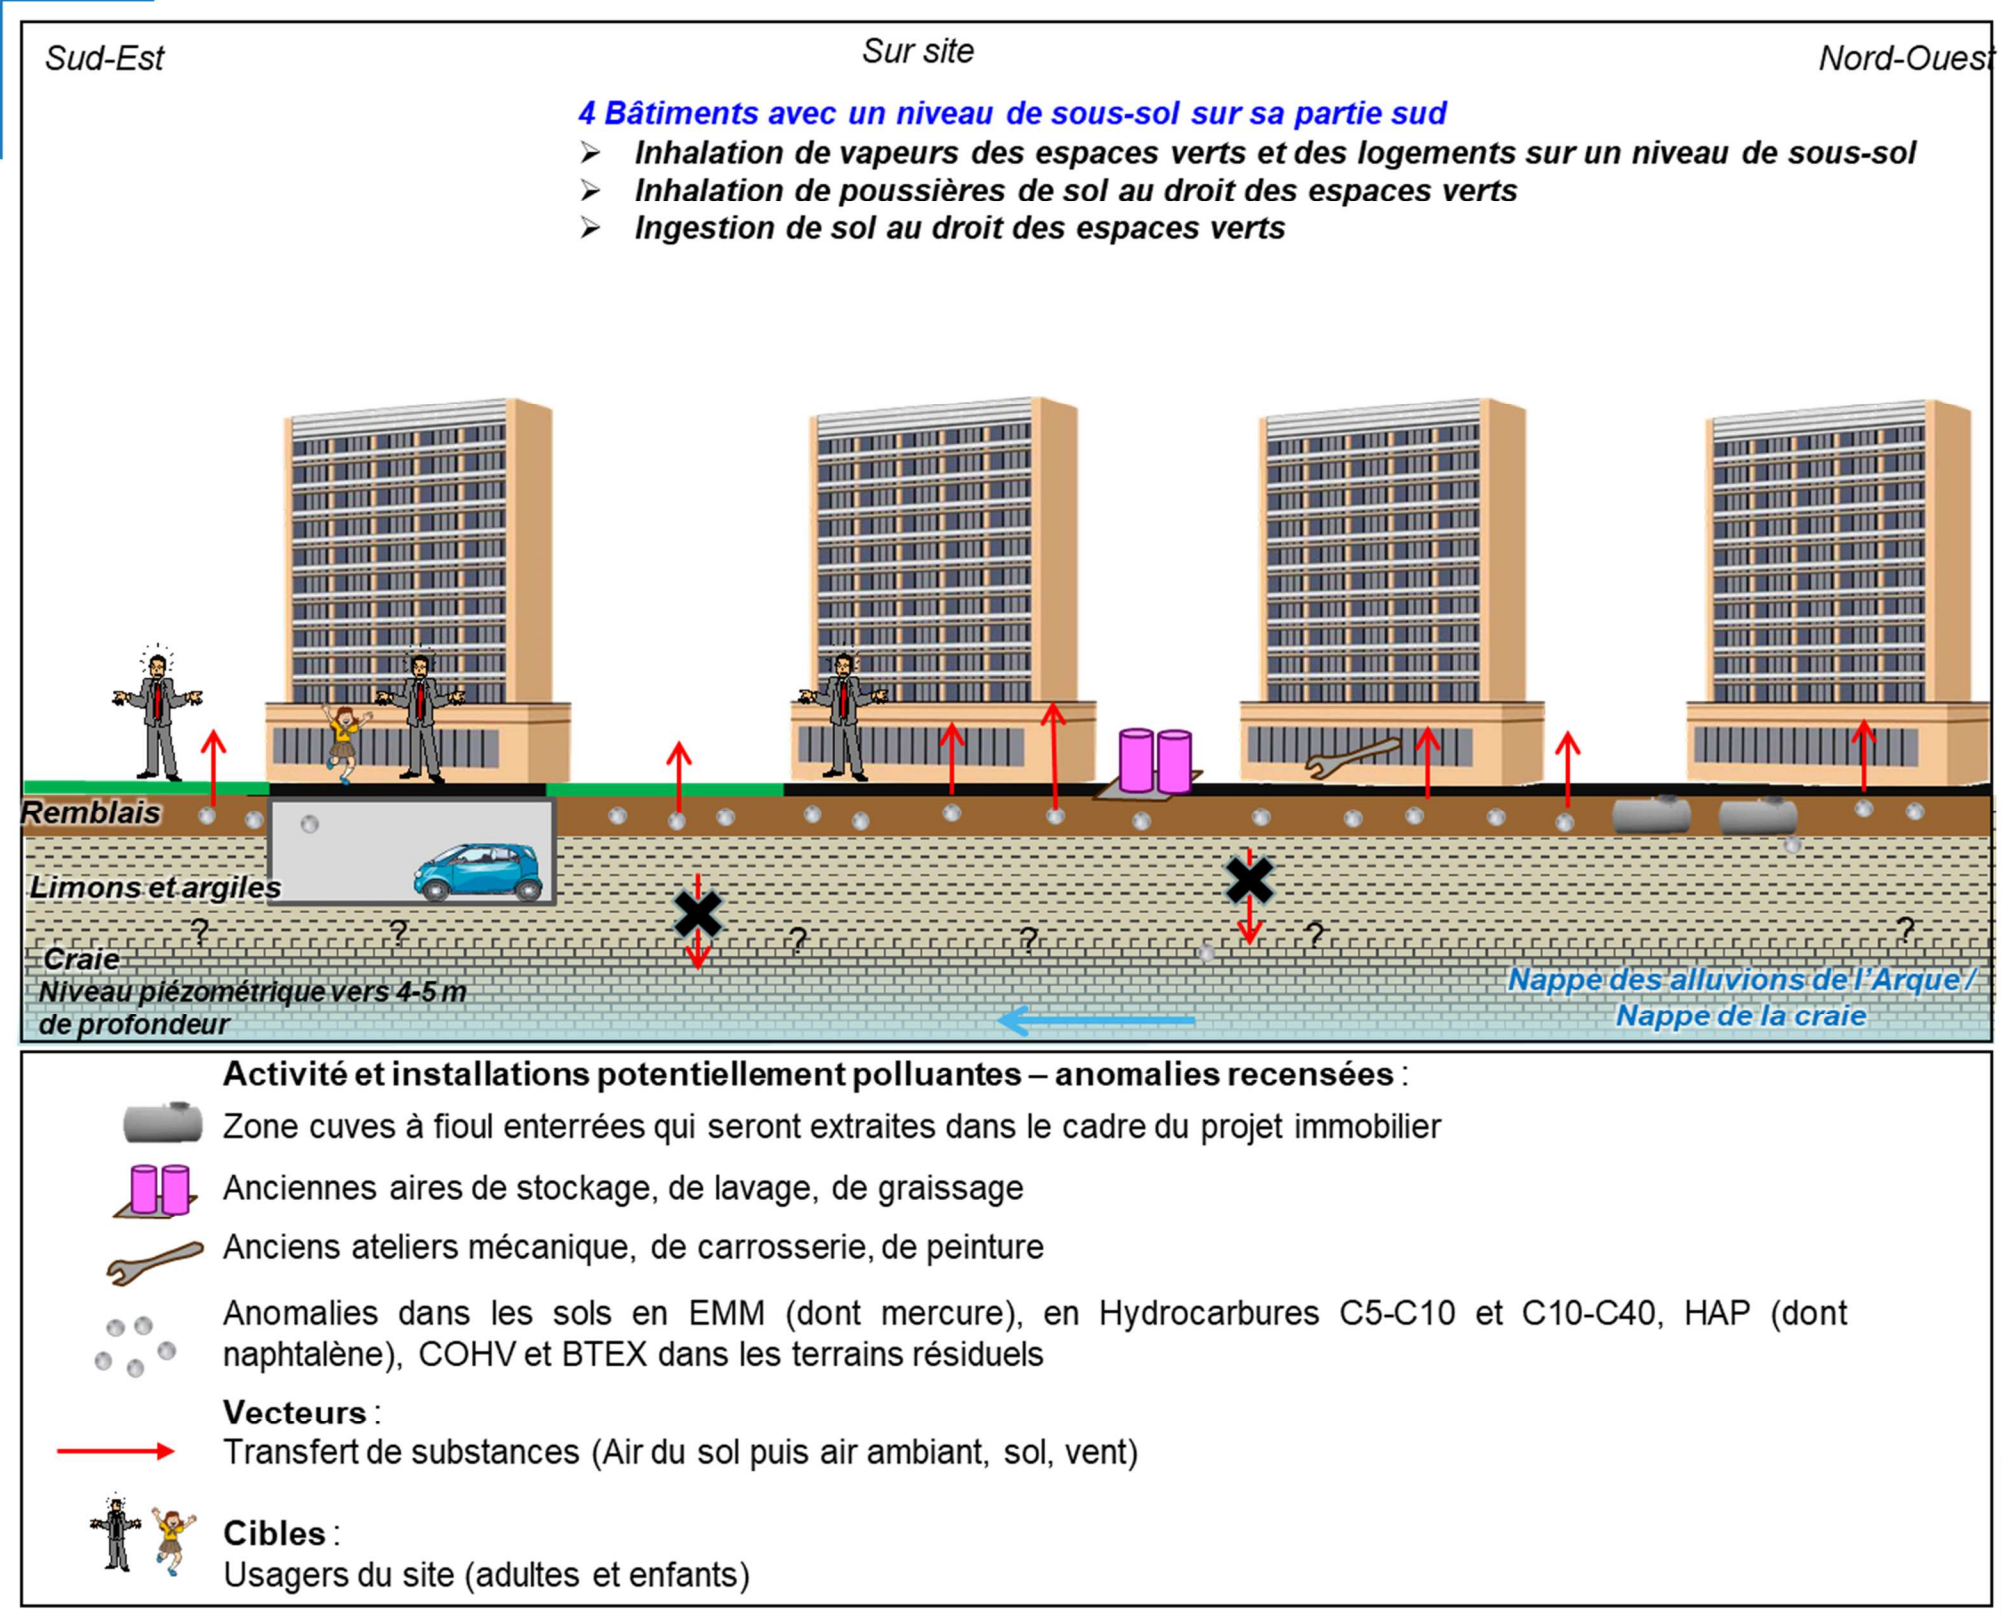 Sud-Est
Sur site
Nord-Ouest
4 Bâtiments avec un niveau de sous-sol sur sa partie sud
➢ Inhalation de vapeurs des espaces verts et des logements sur un niveau de sous-sol
➢ Inhalation de poussières de sol au droit des espaces verts
➢ Ingestion de sol au droit des espaces verts
Remblais
Limons et argiles
? ? ? ? ? ?
Craie
Niveau piézométrique vers 4-5 m
de profondeur
Nappe des alluvions de l'Arque /
Nappe de la craie
Activité et installations potentiellement polluantes – anomalies recensées :
Zone cuves à fioul enterrées qui seront extraites dans le cadre du projet immobilier
Anciennes aires de stockage, de lavage, de graissage
Anciens ateliers mécanique, de carrosserie, de peinture
Anomalies dans les sols en EMM (dont mercure), en Hydrocarbures C5-C10 et C10-C40, HAP (dont
naphtalène), COHV et BTEX dans les terrains résiduels
Vecteurs :
Transfert de substances (Air du sol puis air ambiant, sol, vent)
Cibles :
Usagers du site (adultes et enfants)